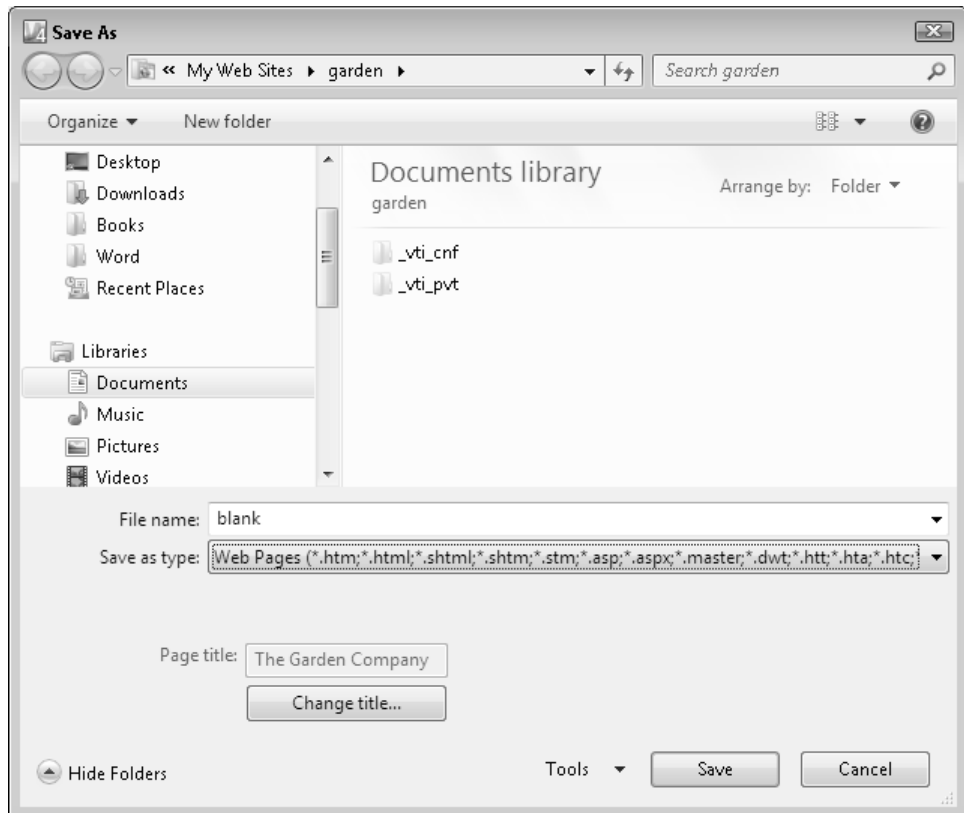 Save As
« My Web Sites ▸ garden ▸
Search garden
Organize ▾ New folder
Desktop
Downloads
Books
Word
Recent Places
Libraries
Documents
Music
Pictures
Videos
Documents library
garden
Arrange by: Folder ▾
_vti_cnf
_vti_pvt
File name: blank
Save as type: Web Pages (*.htm;*.html;*.shtml;*.shtm;*.stm;*.asp;*.aspx;*.master;*.dwt;*.htt;*.hta;*.htc;
Page title: The Garden Company
Change title...
Hide Folders
Tools ▾ Save Cancel